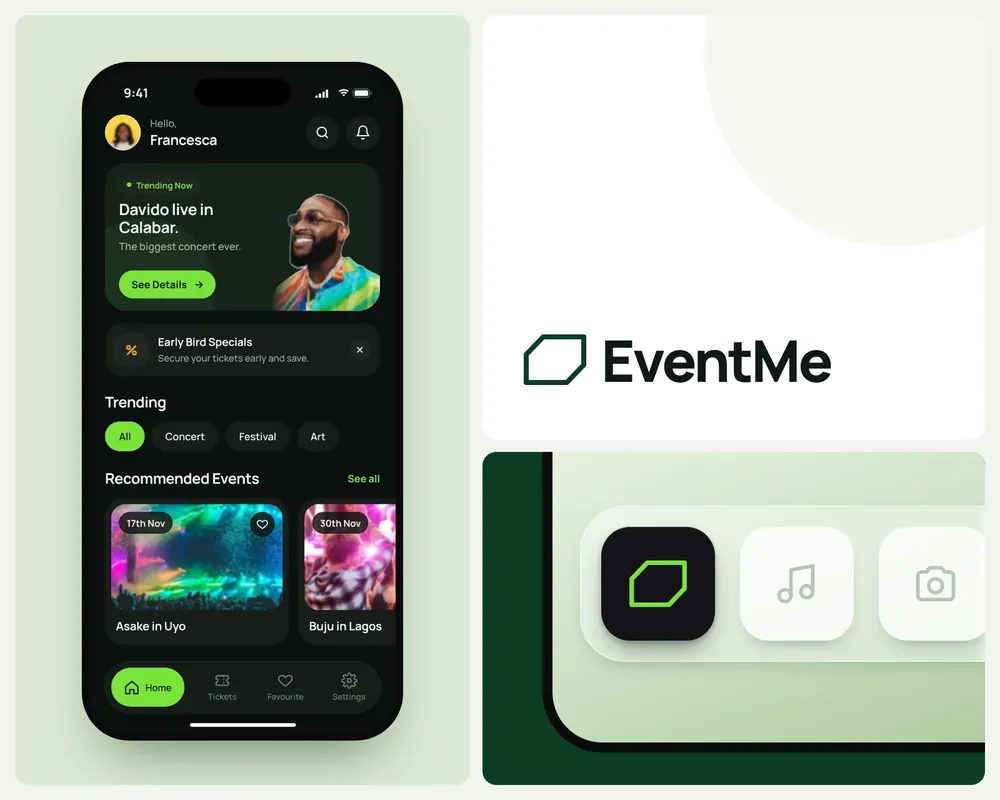 9:41
Hello,
Francesca
Trending Now
Davido live in
Calabar.
The biggest concert ever.
See Details →
%
Early Bird Specials
Secure your tickets early and save.
Trending
All Concert Festival Art
Recommended Events See all
17th Nov 30th Nov
Asake in Uyo Buju in Lagos
Home Tickets Favourite Settings
EventMe